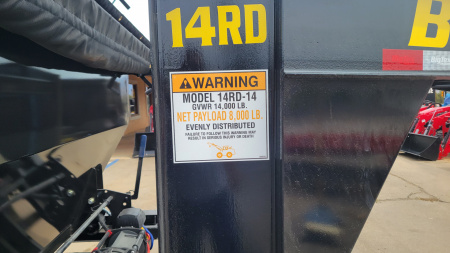 14RD
B
WARNING
MODEL 14RD-14
GVWR 14,000 LB.
NET PAYLOAD 8,000 LB.
EVENLY DISTRIBUTED
FAILURE TO FOLLOW THIS WARNING MAY
RESULT IN SERIOUS INJURY OR DEATH